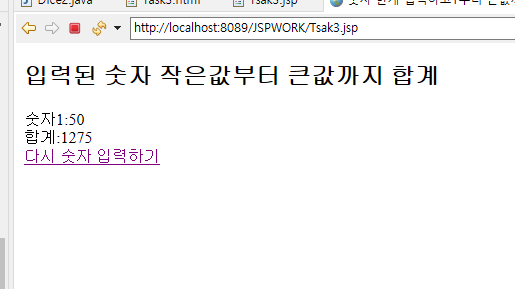 Dice2.java Task3.html Tsak3.jsp
http://localhost:8089/JSPWORK/Tsak3.jsp
입력된 숫자 작은값부터 큰값까지 합계
숫자1:50
합계:1275
다시 숫자 입력하기